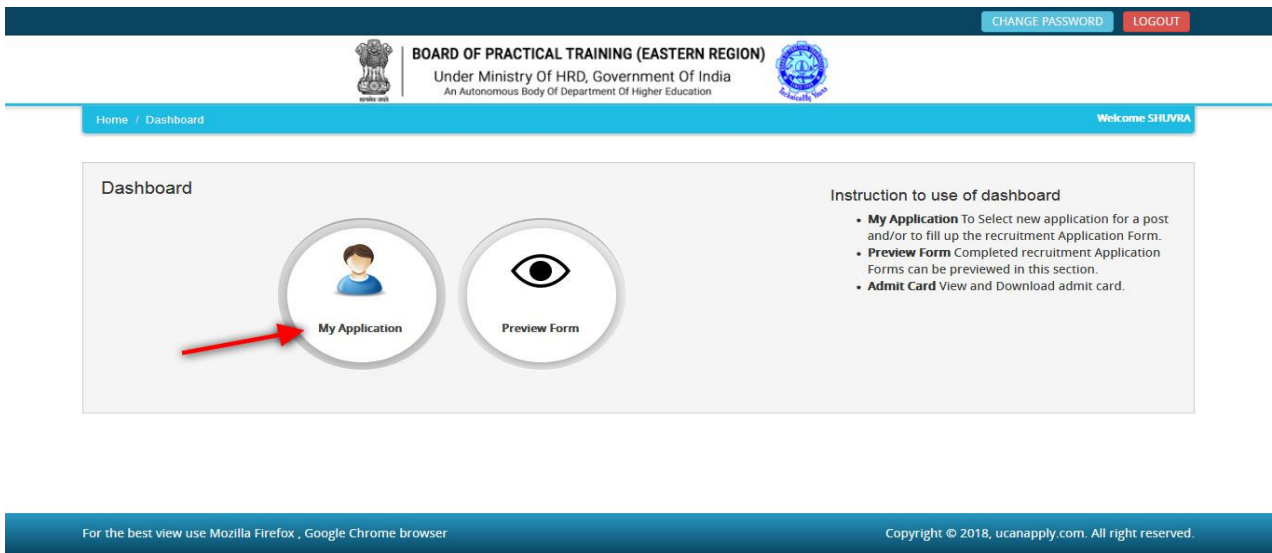 CHANGE PASSWORD LOGOUT
BOARD OF PRACTICAL TRAINING (EASTERN REGION)
Under Ministry Of HRD, Government Of India
An Autonomous Body Of Department Of Higher Education
Home / Dashboard
Welcome SHUVRA
Dashboard
My Application
Preview Form
Instruction to use of dashboard
• My Application To Select new application for a post
and/or to fill up the recruitment Application Form.
• Preview Form Completed recruitment Application
Forms can be previewed in this section.
• Admit Card View and Download admit card.
For the best view use Mozilla Firefox , Google Chrome browser
Copyright © 2018, ucanapply.com. All right reserved.